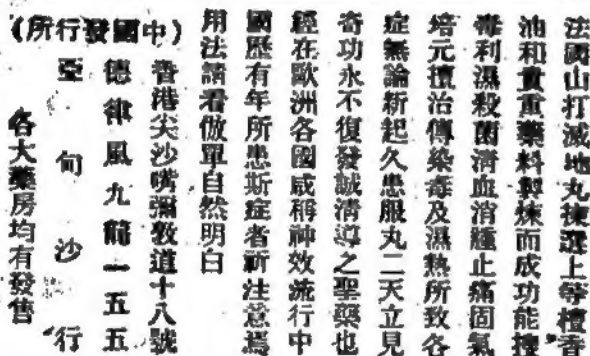 法國山打滅地丸揀選上等檀香
油和貴重藥料製煉而成功能
毒利濕殺菌清血消腫止痛固氣
培元擅治傳染毒及濕熱所致各
症無論新起久患服丸二天立見
奇功永不復發誠清導之聖藥也
經在歐洲各國咸稱神效流行中
國歷有年所患斯症者祈注意焉
用法請看倣單自然明白
(中國發行所)
香港尖沙嘴彌敦道十八號
德律風九龍一五五
亞旬沙行
各大藥房均有發售